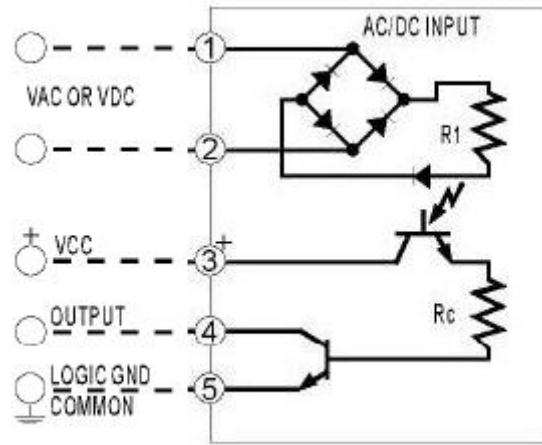 1
AC/DC INPUT
VAC OR VDC
R1
2
+
VCC
3
+
OUTPUT
4
Rc
LOGIC GND
5
COMMON